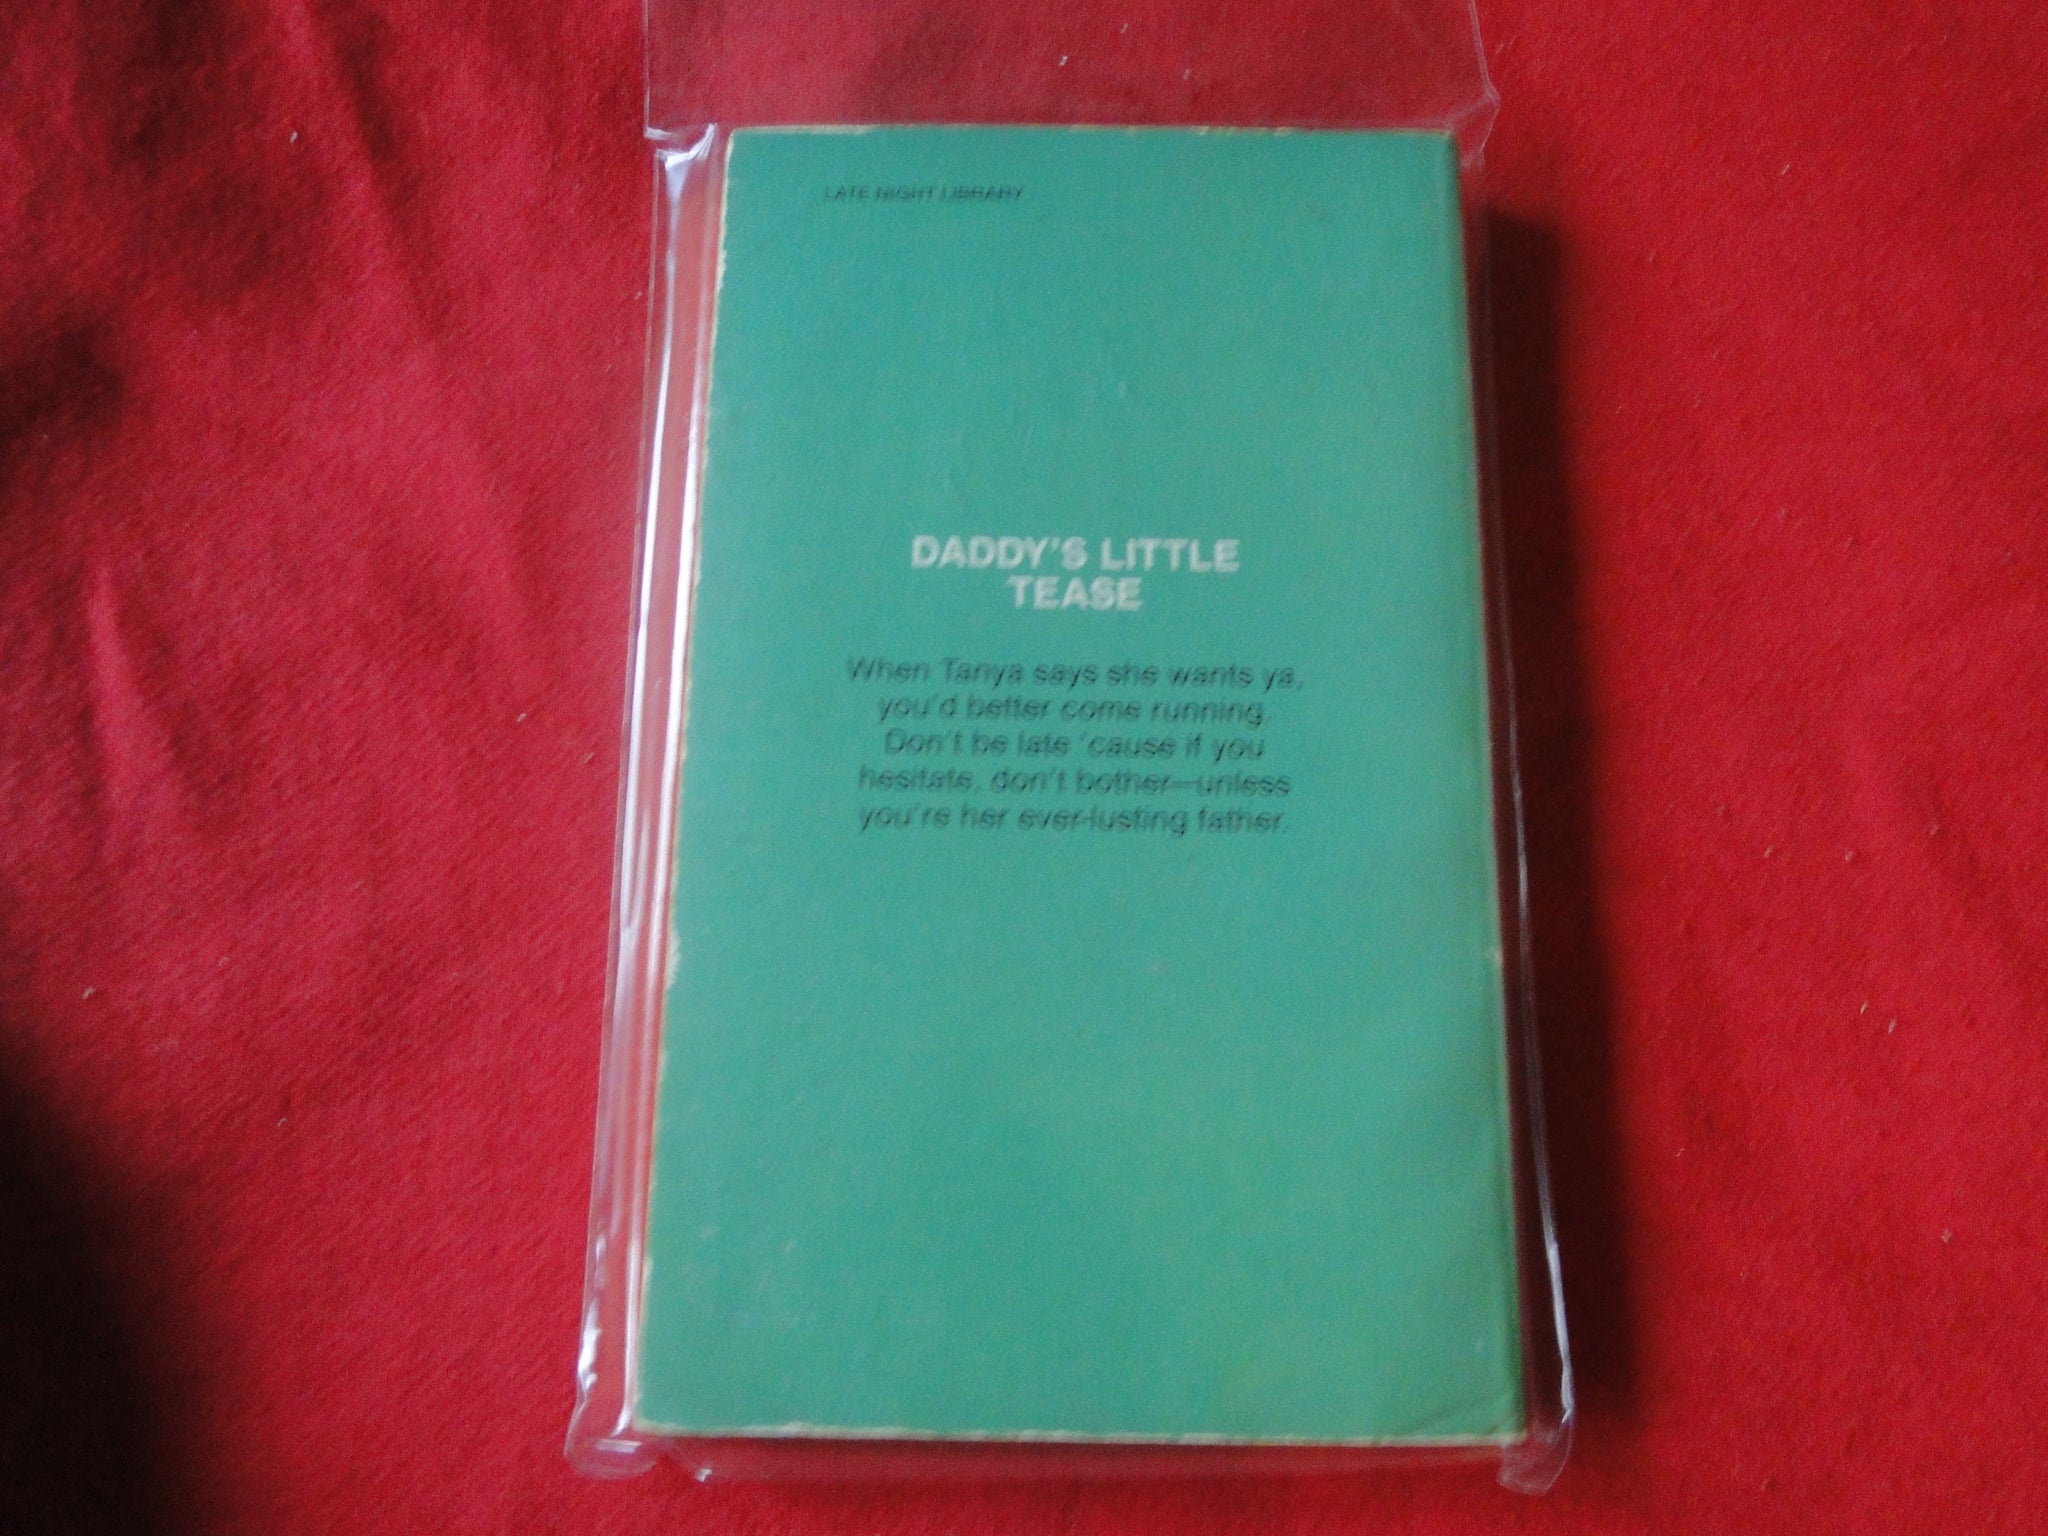 LATE NIGHT LIBRARY
DADDY'S LITTLE
TEASE
When Tanya says she wants ya,
you'd better come running.
Don't be late 'cause if you
hesitate, don't bother—unless
you're her ever-lusting father.